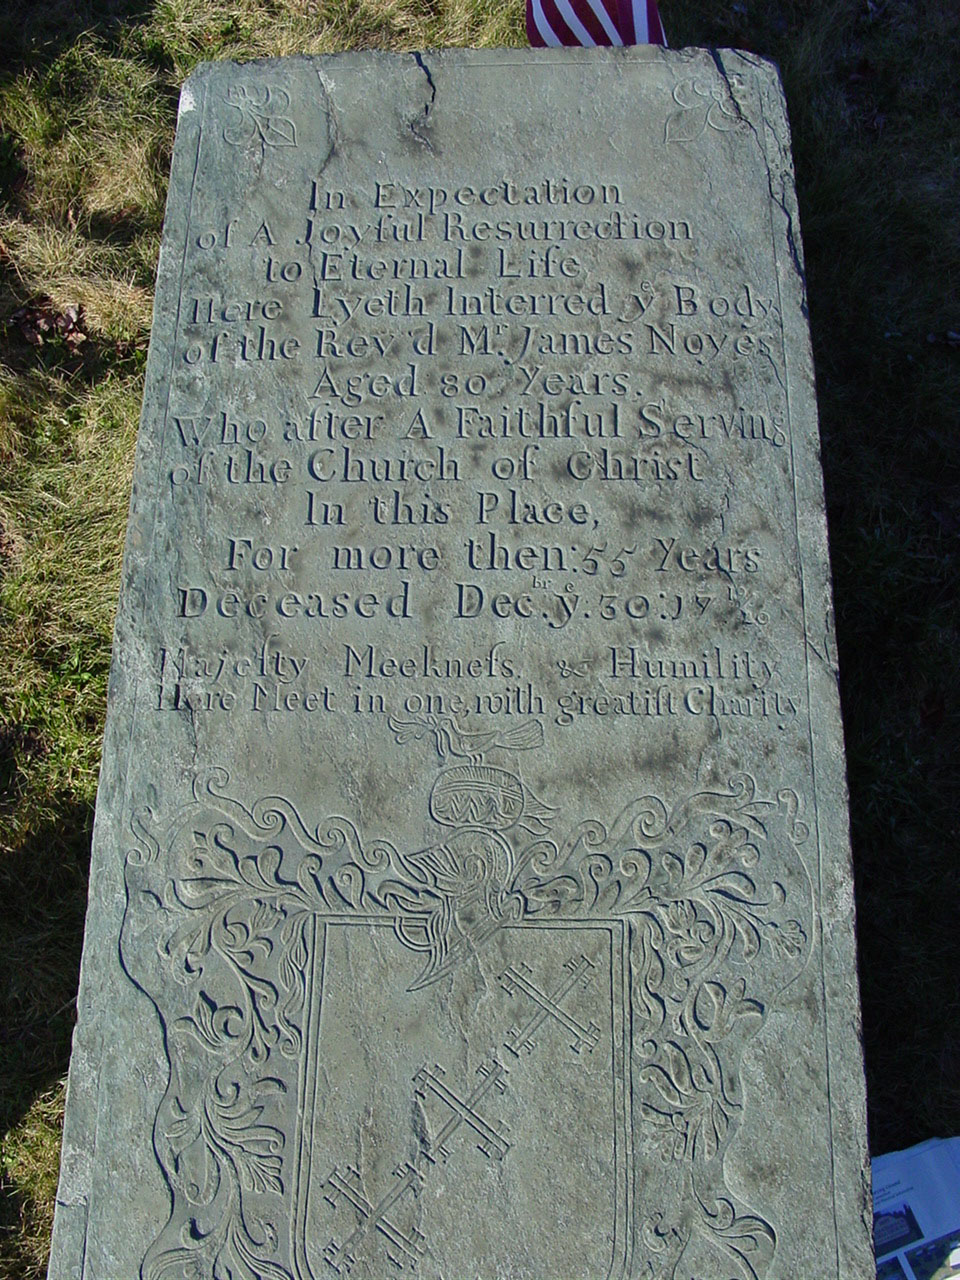 In Expectation
of A Joyful Resurrection
to Eternal Life
Here Lyeth Interred yᵉ Body
of the Rev'd Mʳ. James Noyes
Aged 80 Years.
Who after A Faithful Serving
of the Church of Christ
In this Place,
For more then: 55 Years
Deceased Decᵇʳ. yᵉ. 30: 17
Majeſty Meekneſs. & Humility
Here Meet in one, with greatiſt Charity